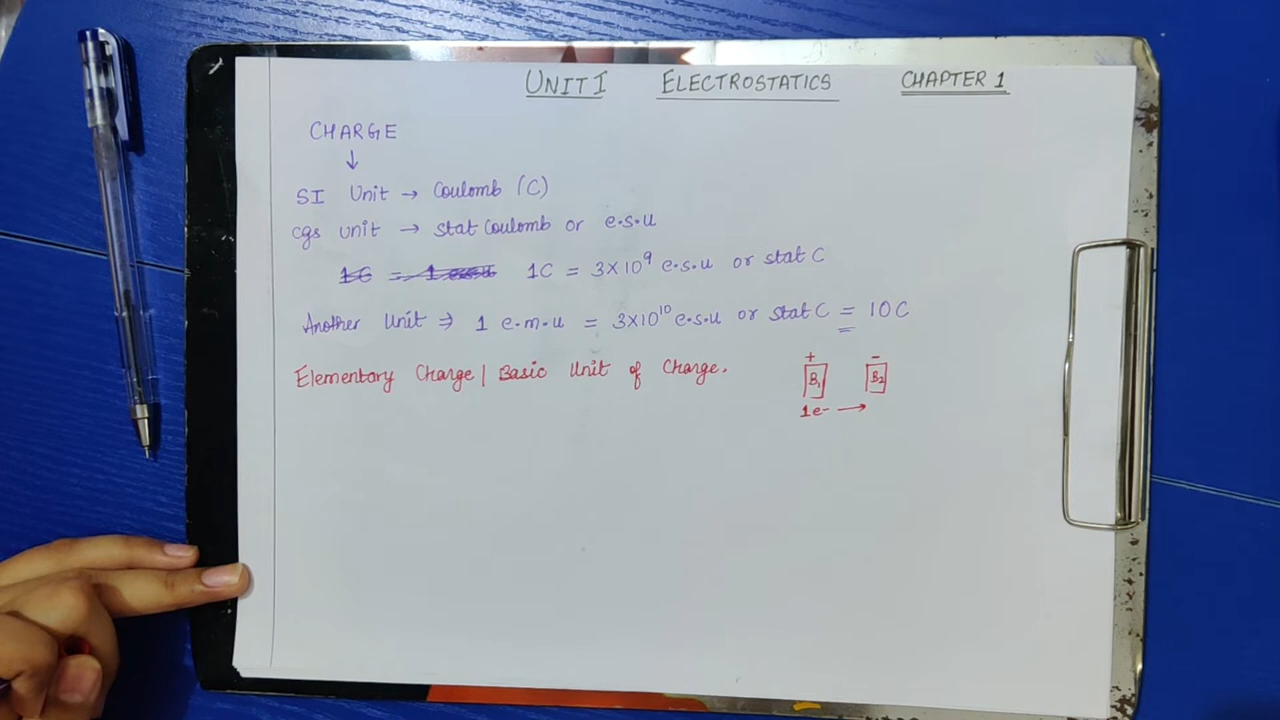 UNIT I ELECTROSTATICS CHAPTER 1
CHARGE
↓
SI Unit → Coulomb (C)
cgs unit → stat Coulomb or e.s.u
1C = 3×10⁹ e.s.u or stat C
Another Unit ⇒ 1 e.m.u = 3×10¹⁰ e.s.u or stat C = 10C
Elementary Charge | Basic Unit of Charge.
+ -
B₁ B₂
1e- →